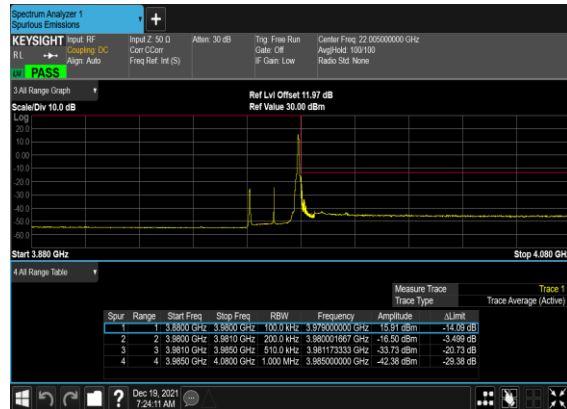 Spectrum Analyzer 1
Spurious Emissions
+
KEYSIGHT Input: RF Input Z: 50 Ω Atten: 30 dB Trig: Free Run Center Freq: 22.005000000 GHz
RL Coupling: DC Corr CCorr Gate: Off Avg|Hold: 100/100
Align: Auto Freq Ref: Int (S) IF Gain: Low Radio Std: None
PASS
3 All Range Graph
Ref Lvl Offset 11.97 dB
Scale/Div 10.0 dB Ref Value 30.00 dBm
Log
20.0
10.0
0.00
-10.0
-20.0
-30.0
-40.0
-50.0
-60.0
Start 3.880 GHz Stop 4.080 GHz
4 All Range Table
Measure Trace Trace 1
Trace Type Trace Average (Active)
Spur Range Start Freq Stop Freq RBW Frequency Amplitude ΔLimit
1 1 3.8800 GHz 3.9800 GHz 100.0 kHz 3.979000000 GHz 15.91 dBm -14.09 dB
2 2 3.9800 GHz 3.9810 GHz 200.0 kHz 3.980001667 GHz -16.50 dBm -3.499 dB
3 3 3.9810 GHz 3.9850 GHz 510.0 kHz 3.981173333 GHz -33.73 dBm -20.73 dB
4 4 3.9850 GHz 4.0800 GHz 1.000 MHz 3.985000000 GHz -42.38 dBm -29.38 dB
? Dec 19, 2021
7:24:11 AM